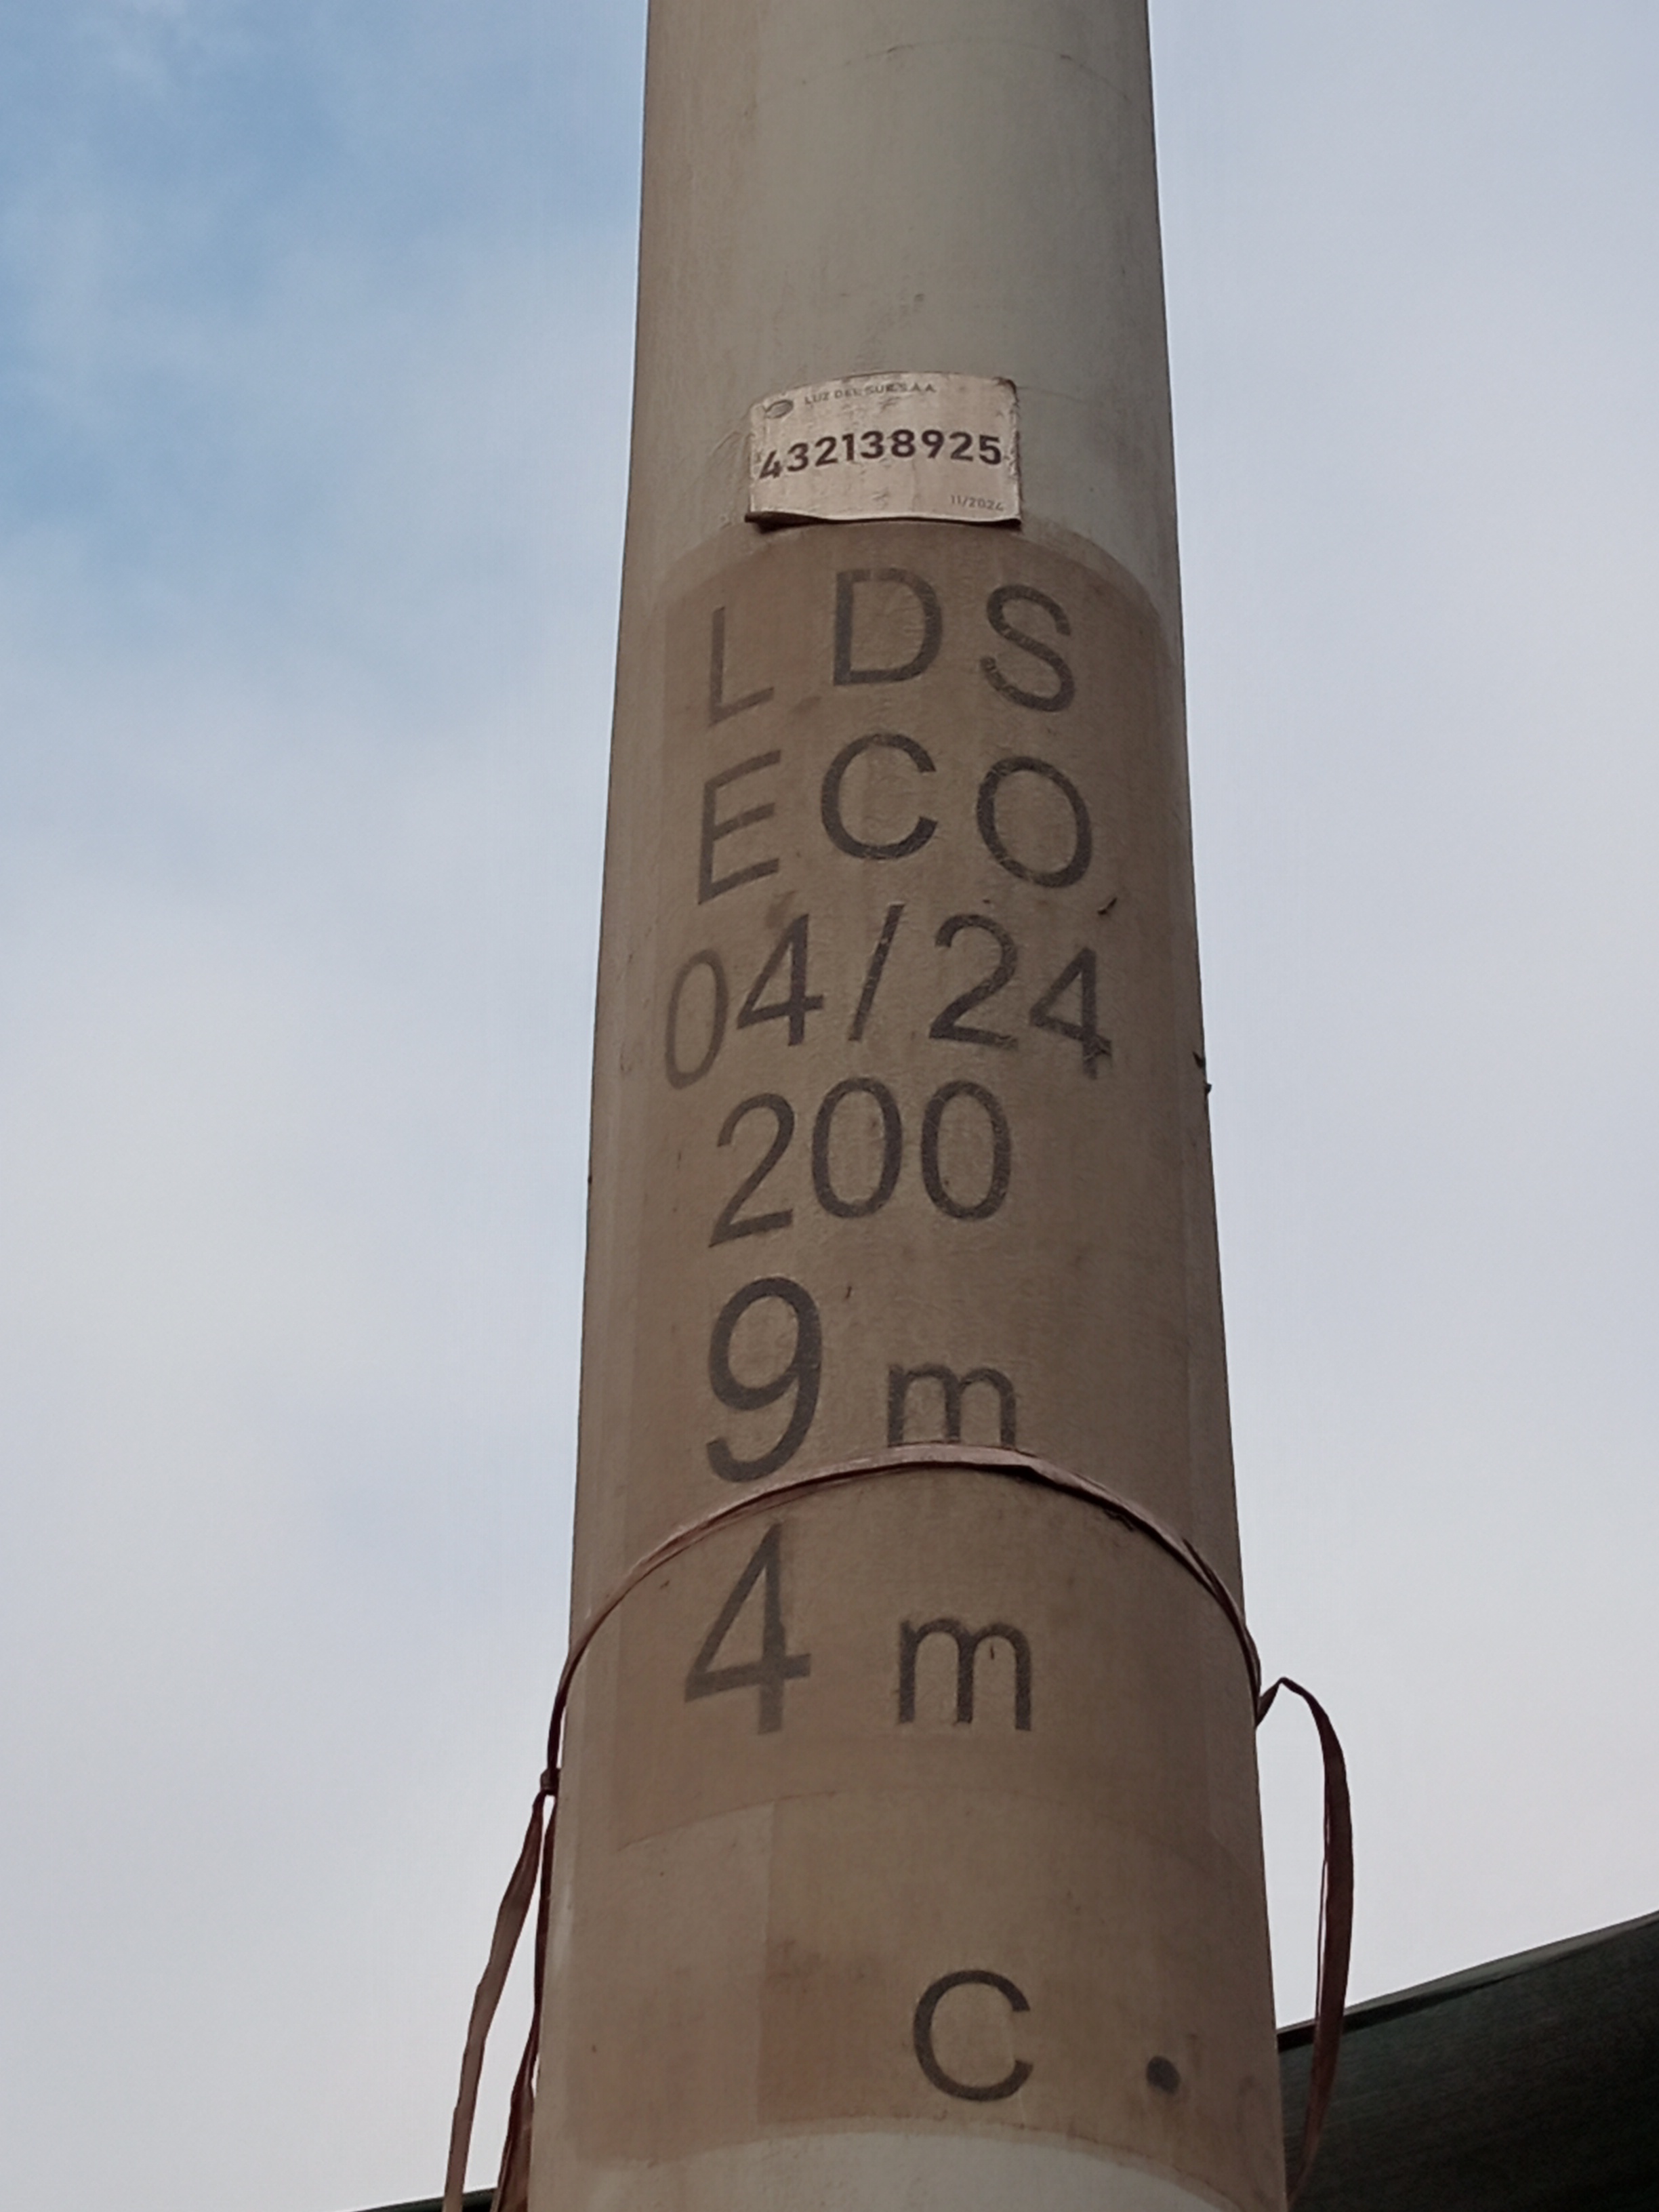 LUZ DEL SUR S.A.A.
432138925
11/2024
LDS
ECO
04/24
200
9 m
4 m
C.